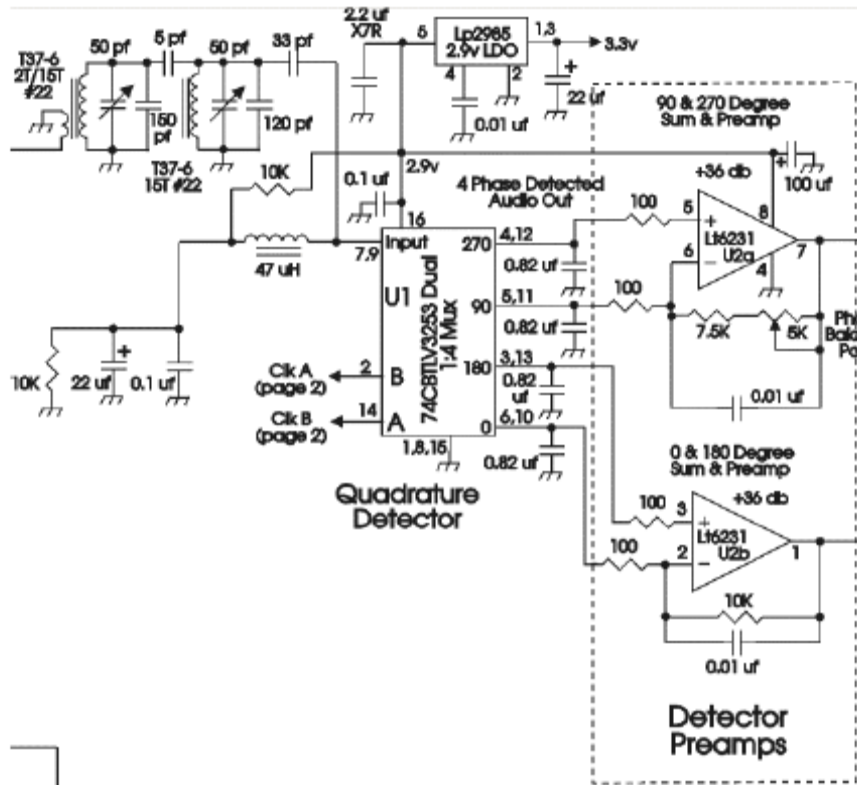 T37-6
2T/15T
#22
50 pf
5 pf
50 pf
33 pf
150
pf
120 pf
T37-6
15T #22
2.2 uf
X7R
5
Lp2985
2.9v LDO
1,3
3.3v
4
2
0.01 uf
22 uf
90 & 270 Degree
Sum & Preamp
+36 db
100 uf
10K
2.9v
0.1 uf
4 Phase Detected
Audio Out
16
7,9
Input
47 uH
U1
74CBTLV3253 Dual
1:4 Mux
270
4,12
0.82 uf
90
5,11
0.82 uf
180
3,13
0.82
uf
0
6,10
0.82 uf
100
100
5
+
6
−
8
Lt6231
U2a
4
7
7.5K
5K
0.01 uf
10K
22 uf
+
0.1 uf
Clk A
(page 2)
2
B
Clk B
(page 2)
14
A
1,8,15
Quadrature
Detector
0 & 180 Degree
Sum & Preamp
+36 db
100
100
3
+
2
−
Lt6231
U2b
1
10K
0.01 uf
Detector
Preamps